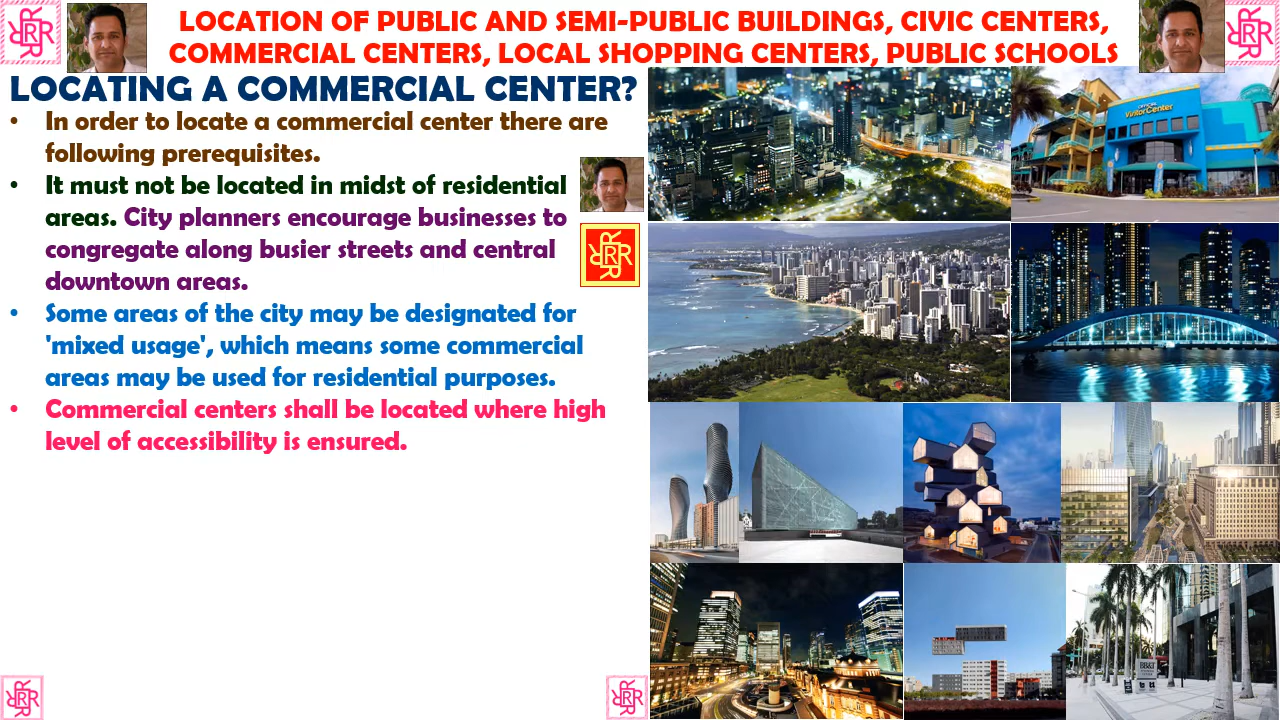 LOCATION OF PUBLIC AND SEMI-PUBLIC BUILDINGS, CIVIC CENTERS,
COMMERCIAL CENTERS, LOCAL SHOPPING CENTERS, PUBLIC SCHOOLS
LOCATING A COMMERCIAL CENTER?
• In order to locate a commercial center there are
following prerequisites.
• It must not be located in midst of residential
areas. City planners encourage businesses to
congregate along busier streets and central
downtown areas.
• Some areas of the city may be designated for
'mixed usage', which means some commercial
areas may be used for residential purposes.
• Commercial centers shall be located where high
level of accessibility is ensured.
OFFICIAL
Visitor Center
BB&T